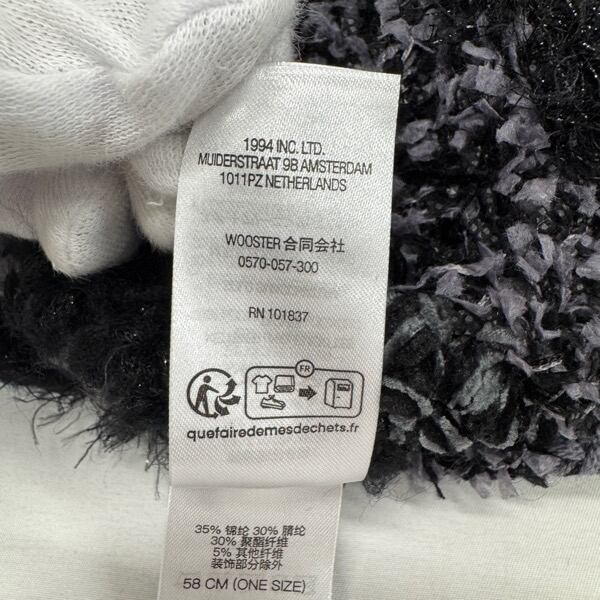 1994 INC. LTD.
MUIDERSTRAAT 9B AMSTERDAM
1011PZ NETHERLANDS
WOOSTER 合同会社
0570-057-300
RN 101837
FR
quefairedemesdechets.fr
35% 锦纶 30% 腈纶
30% 聚酯纤维
5% 其他纤维
装饰部分除外
58 CM (ONE SIZE)